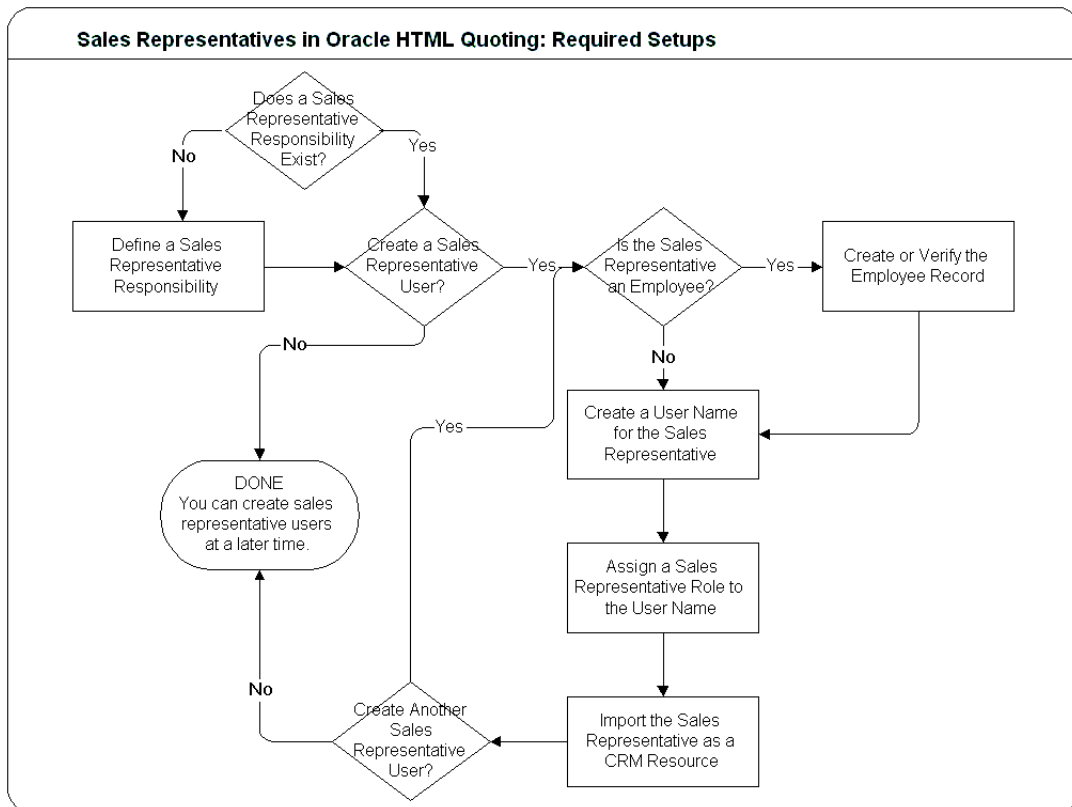 Sales Representatives in Oracle HTML Quoting: Required Setups
Does a Sales
Representative
Responsibility
Exist?
No
Yes
Define a Sales
Representative
Responsibility
Create a Sales
Representative
User?
Yes
Is the Sales
Representative
an Employee?
Yes
Create or Verify the
Employee Record
No
No
Create a User Name
for the Sales
Representative
Yes
DONE
You can create sales
representative users
at a later time.
Assign a Sales
Representative Role to
the User Name
No
Create Another
Sales
Representative
User?
Import the Sales
Representative as a
CRM Resource